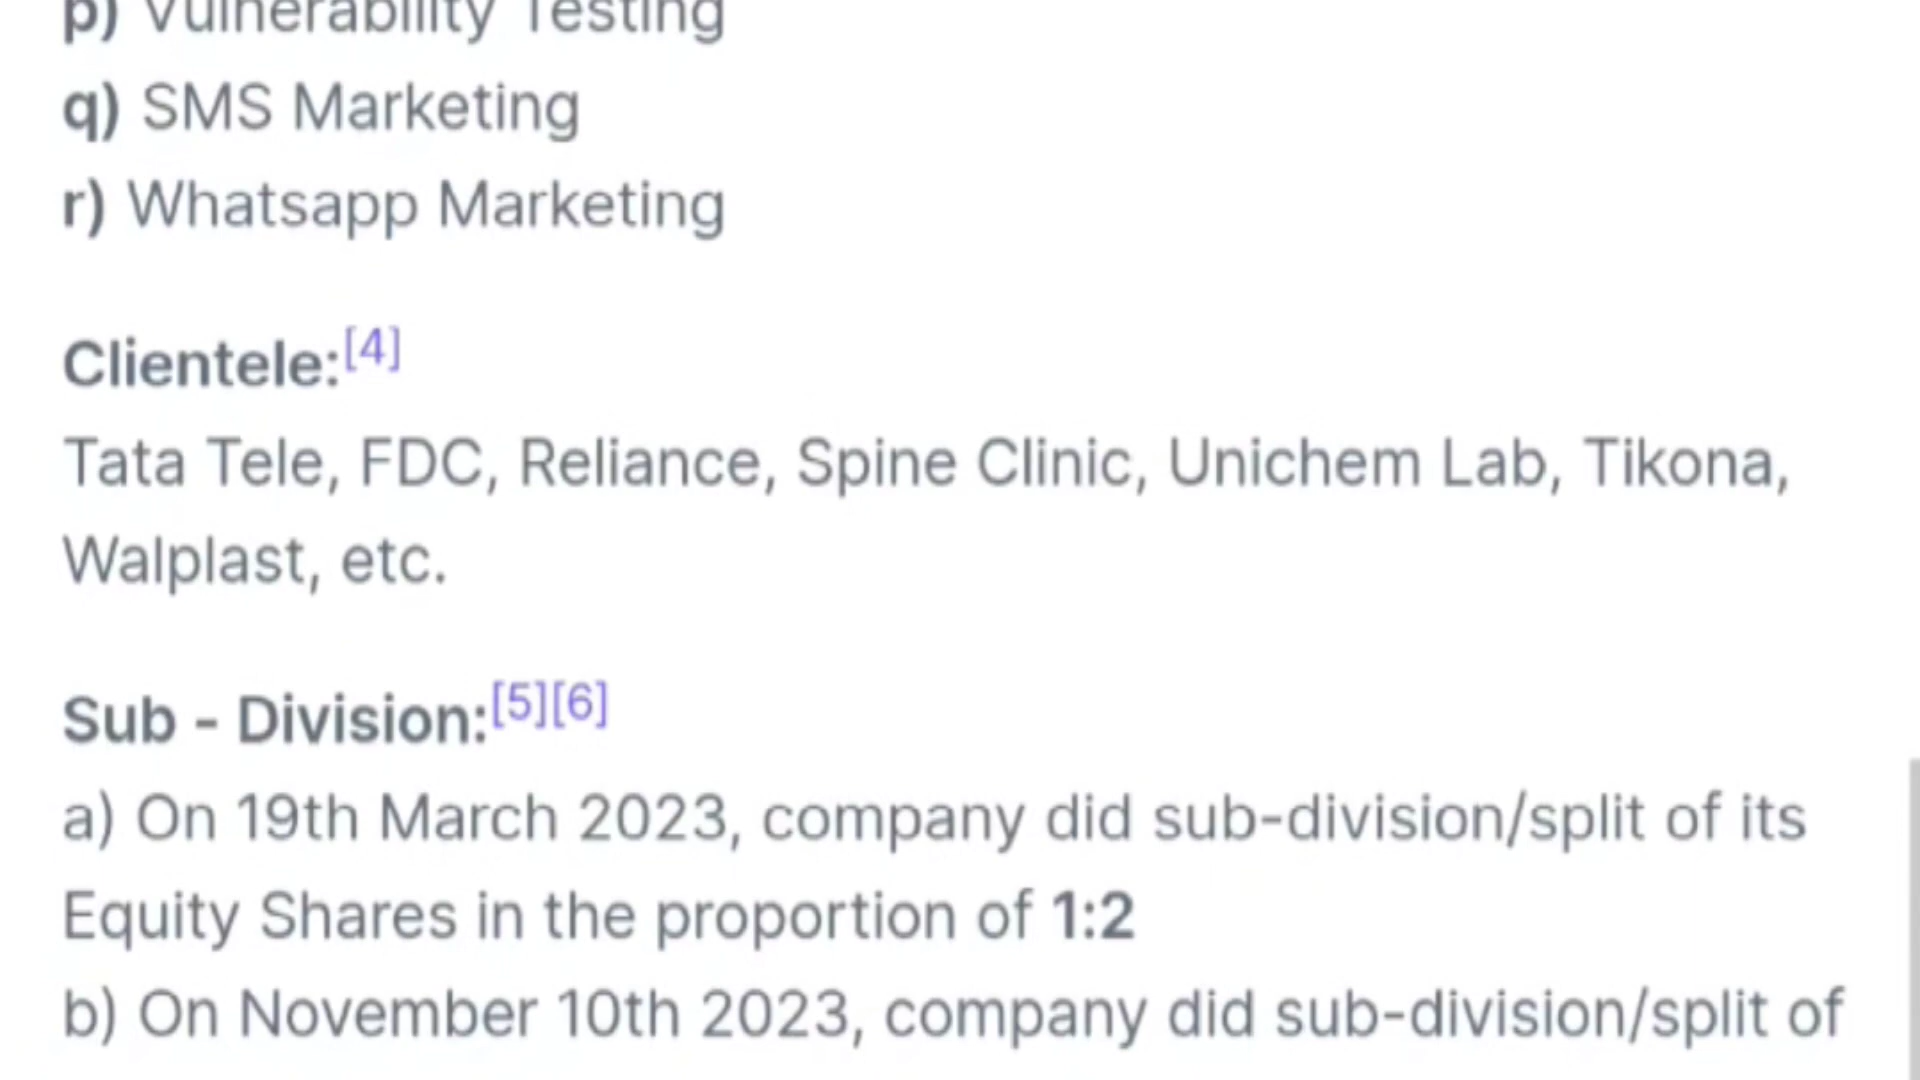 p) Vulnerability Testing
q) SMS Marketing
r) Whatsapp Marketing
Clientele:[4]
Tata Tele, FDC, Reliance, Spine Clinic, Unichem Lab, Tikona,
Walplast, etc.
Sub - Division:[5][6]
a) On 19th March 2023, company did sub-division/split of its
Equity Shares in the proportion of 1:2
b) On November 10th 2023, company did sub-division/split of